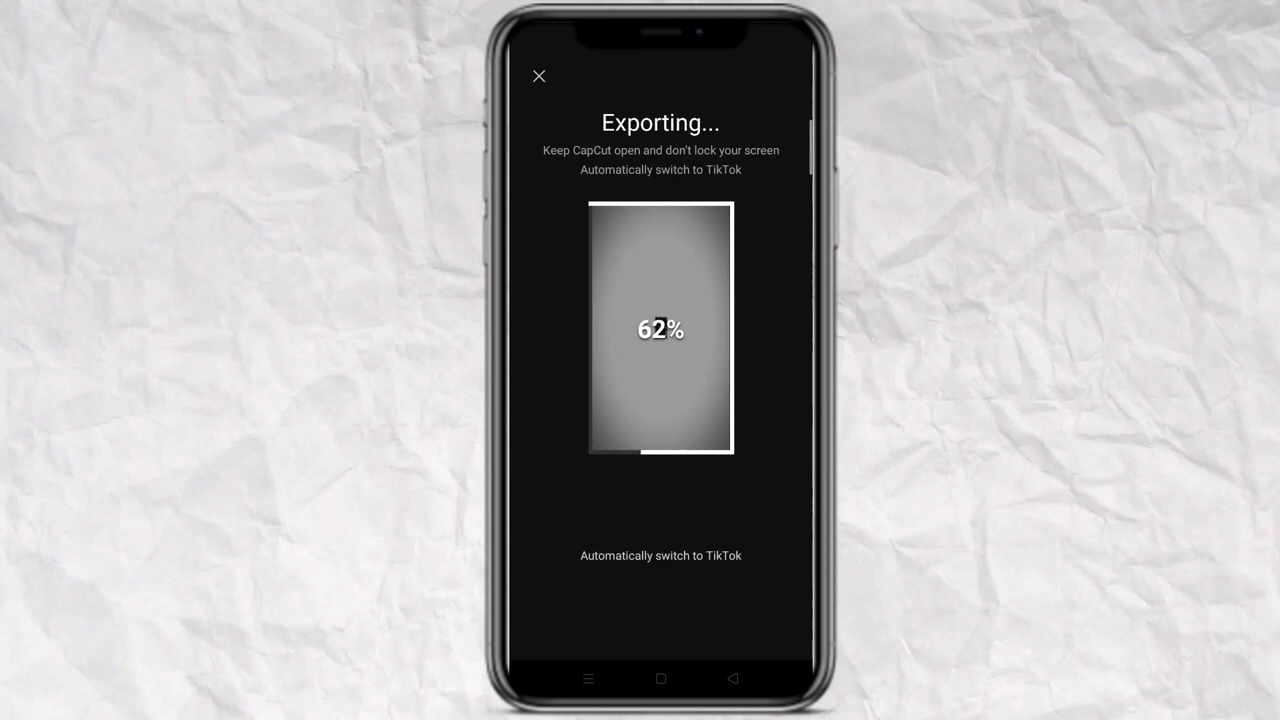 Exporting...
Keep CapCut open and don't lock your screen
Automatically switch to TikTok
62%
Automatically switch to TikTok